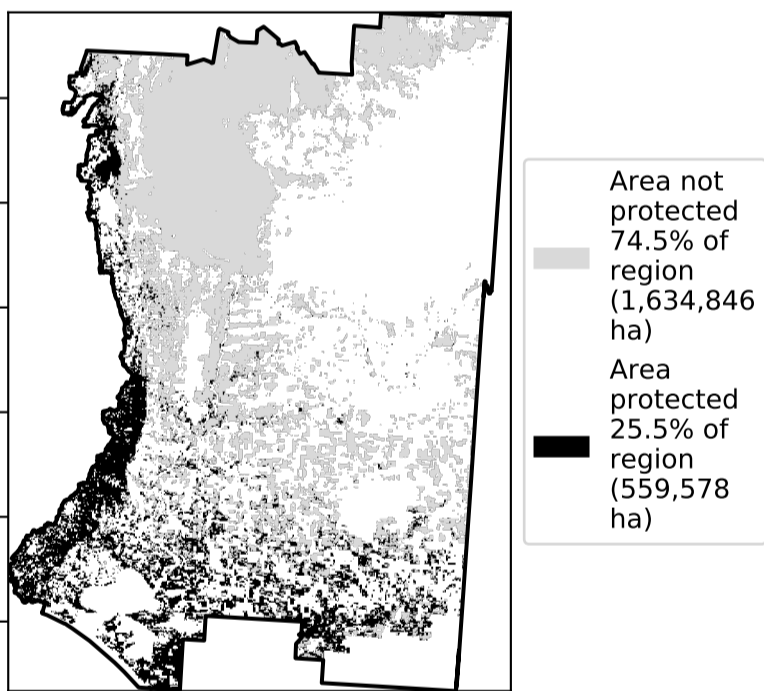 Area not
protected
74.5% of
region
(1,634,846
ha)
Area
protected
25.5% of
region
(559,578
ha)